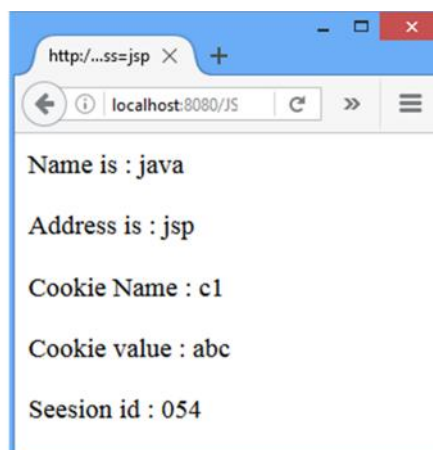 http:/...ss=jsp
localhost:8080/JS
Name is : java
Address is : jsp
Cookie Name : c1
Cookie value : abc
Seesion id : 054